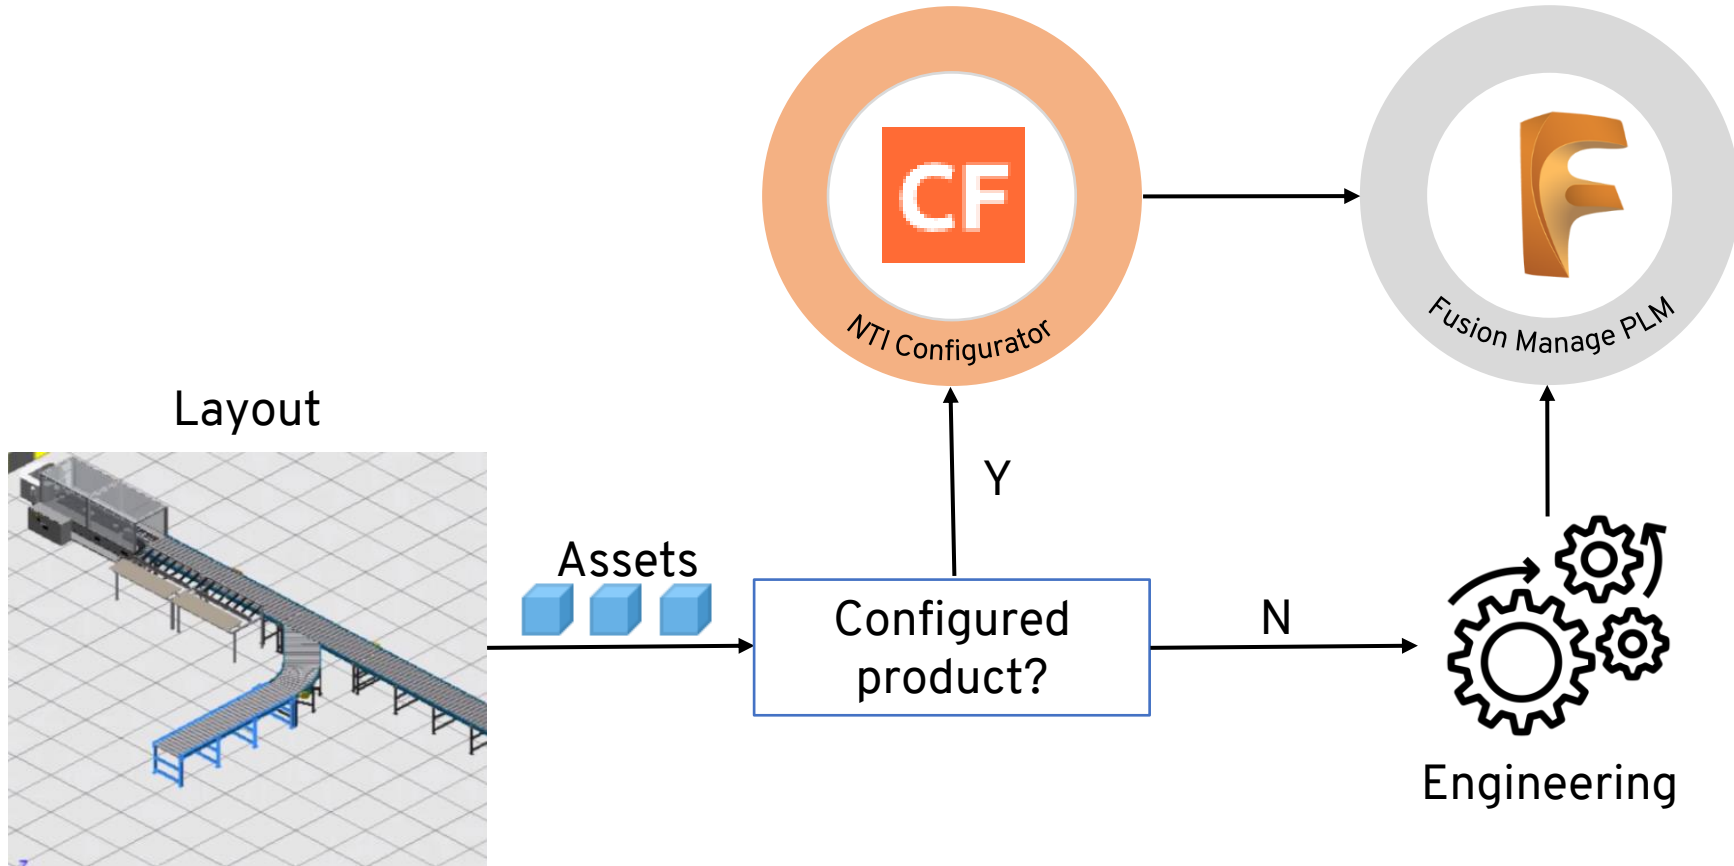 CF
NTI Configurator
Fusion Manage PLM
Layout
Y
Assets
Configured
product?
N
Engineering